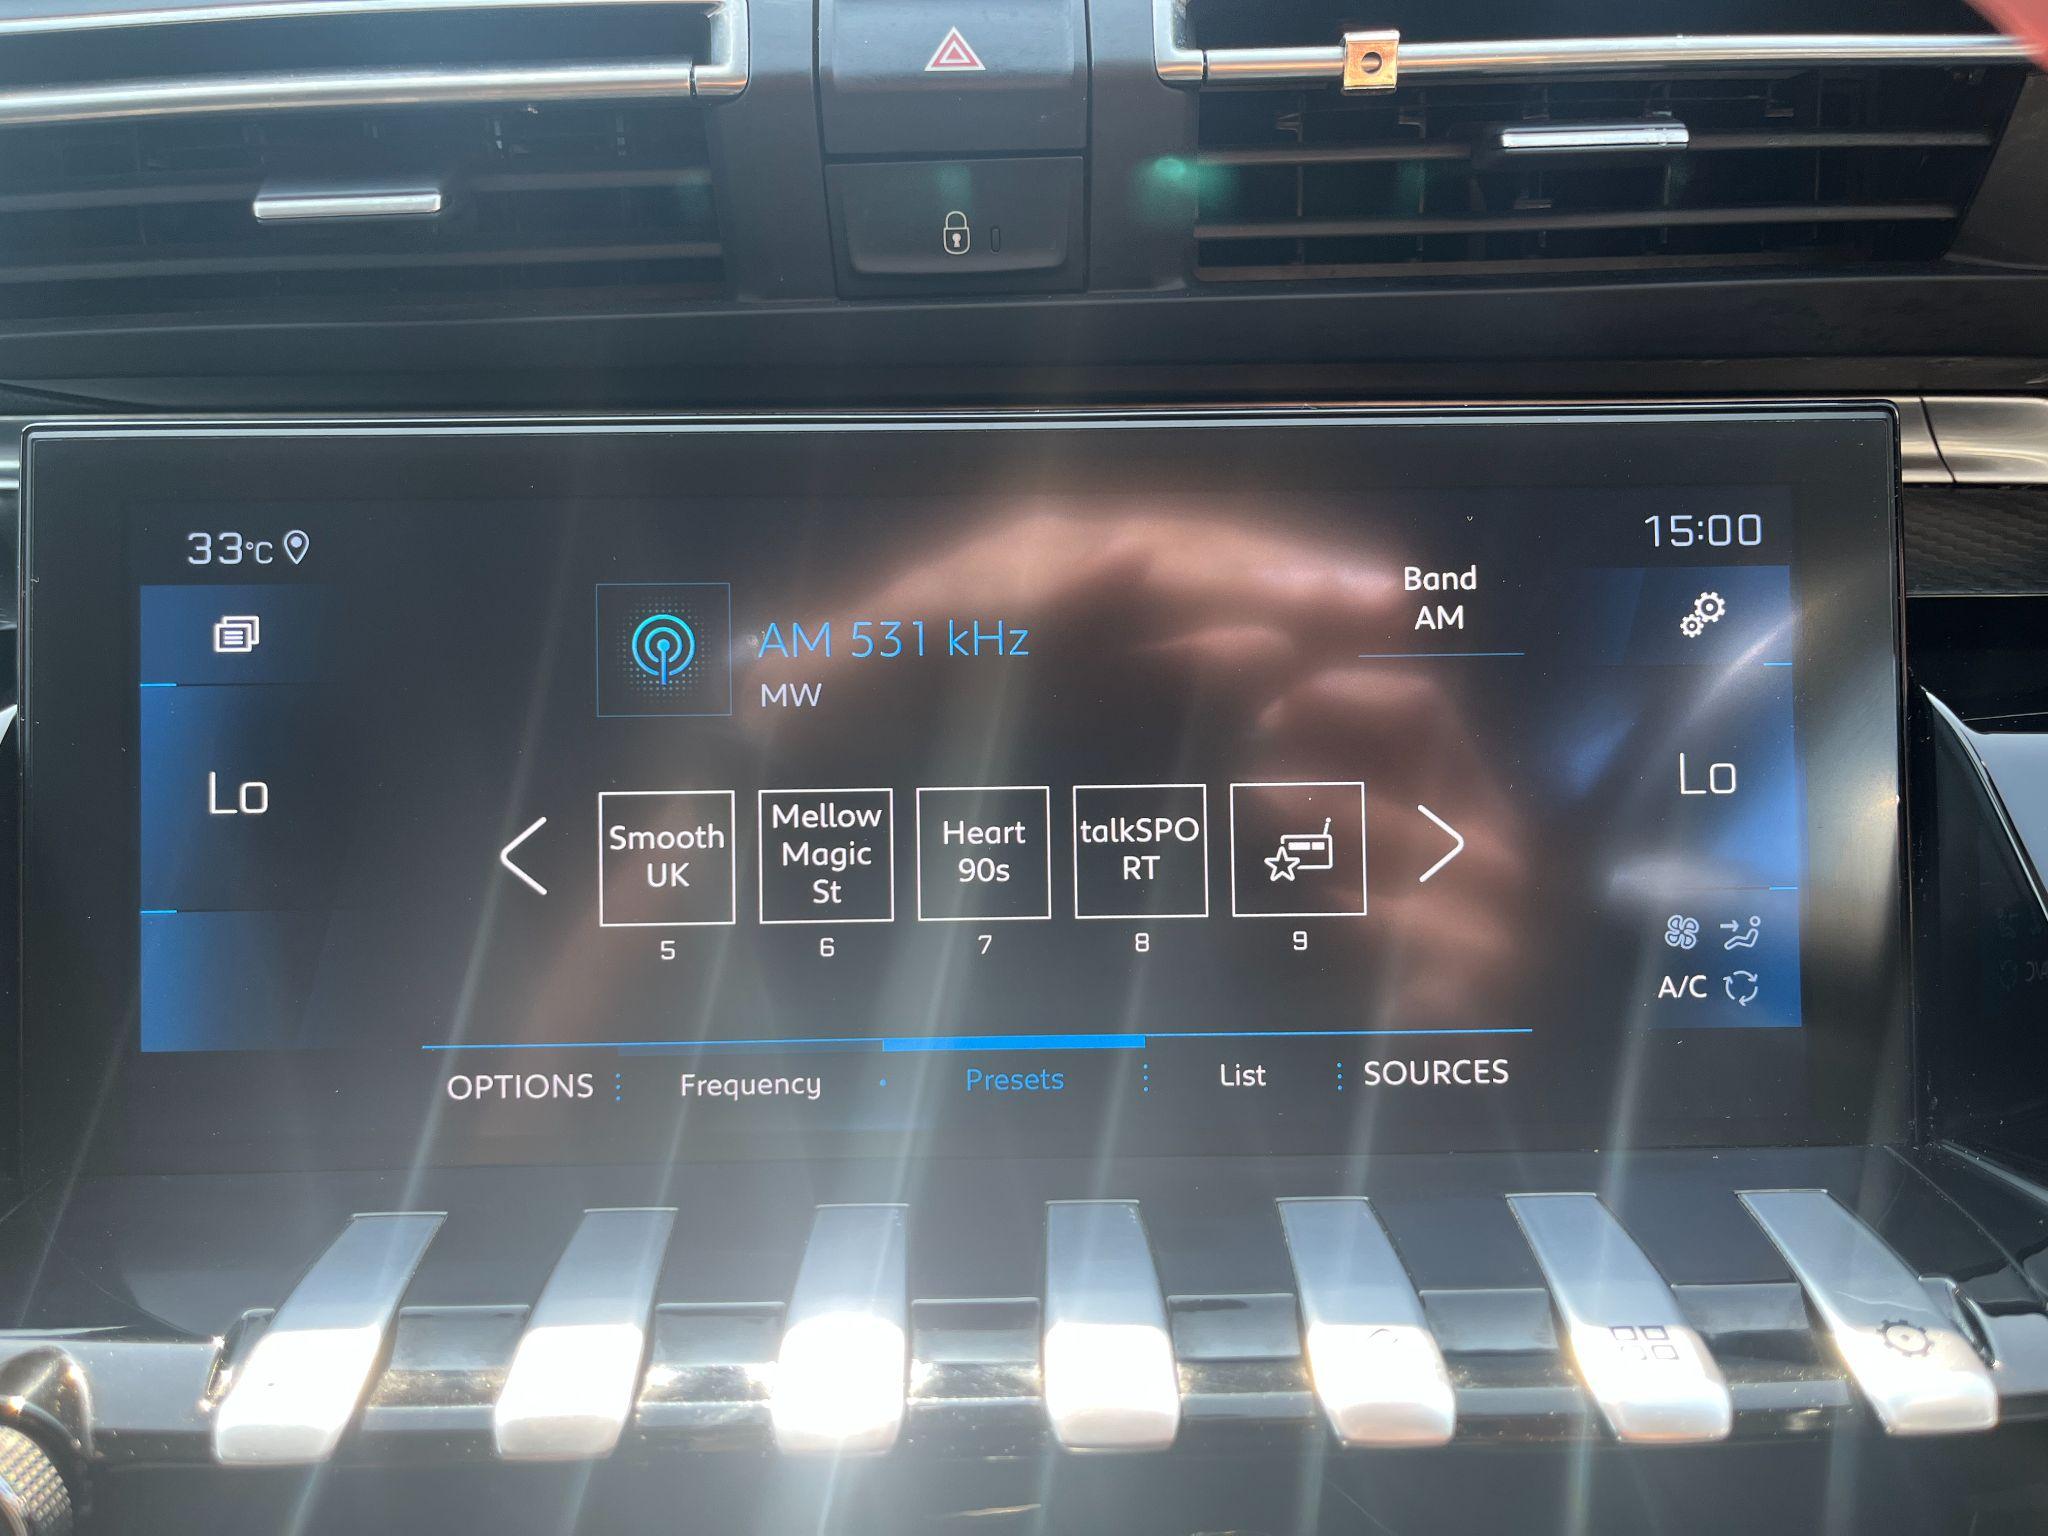 33°C
15:00
Band
AM
AM 531 kHz
MW
Lo
Lo
Smooth
UK
5
Mellow
Magic
St
6
Heart
90s
7
talkSPO
RT
8
9
A/C
OPTIONS
Frequency
Presets
List
SOURCES